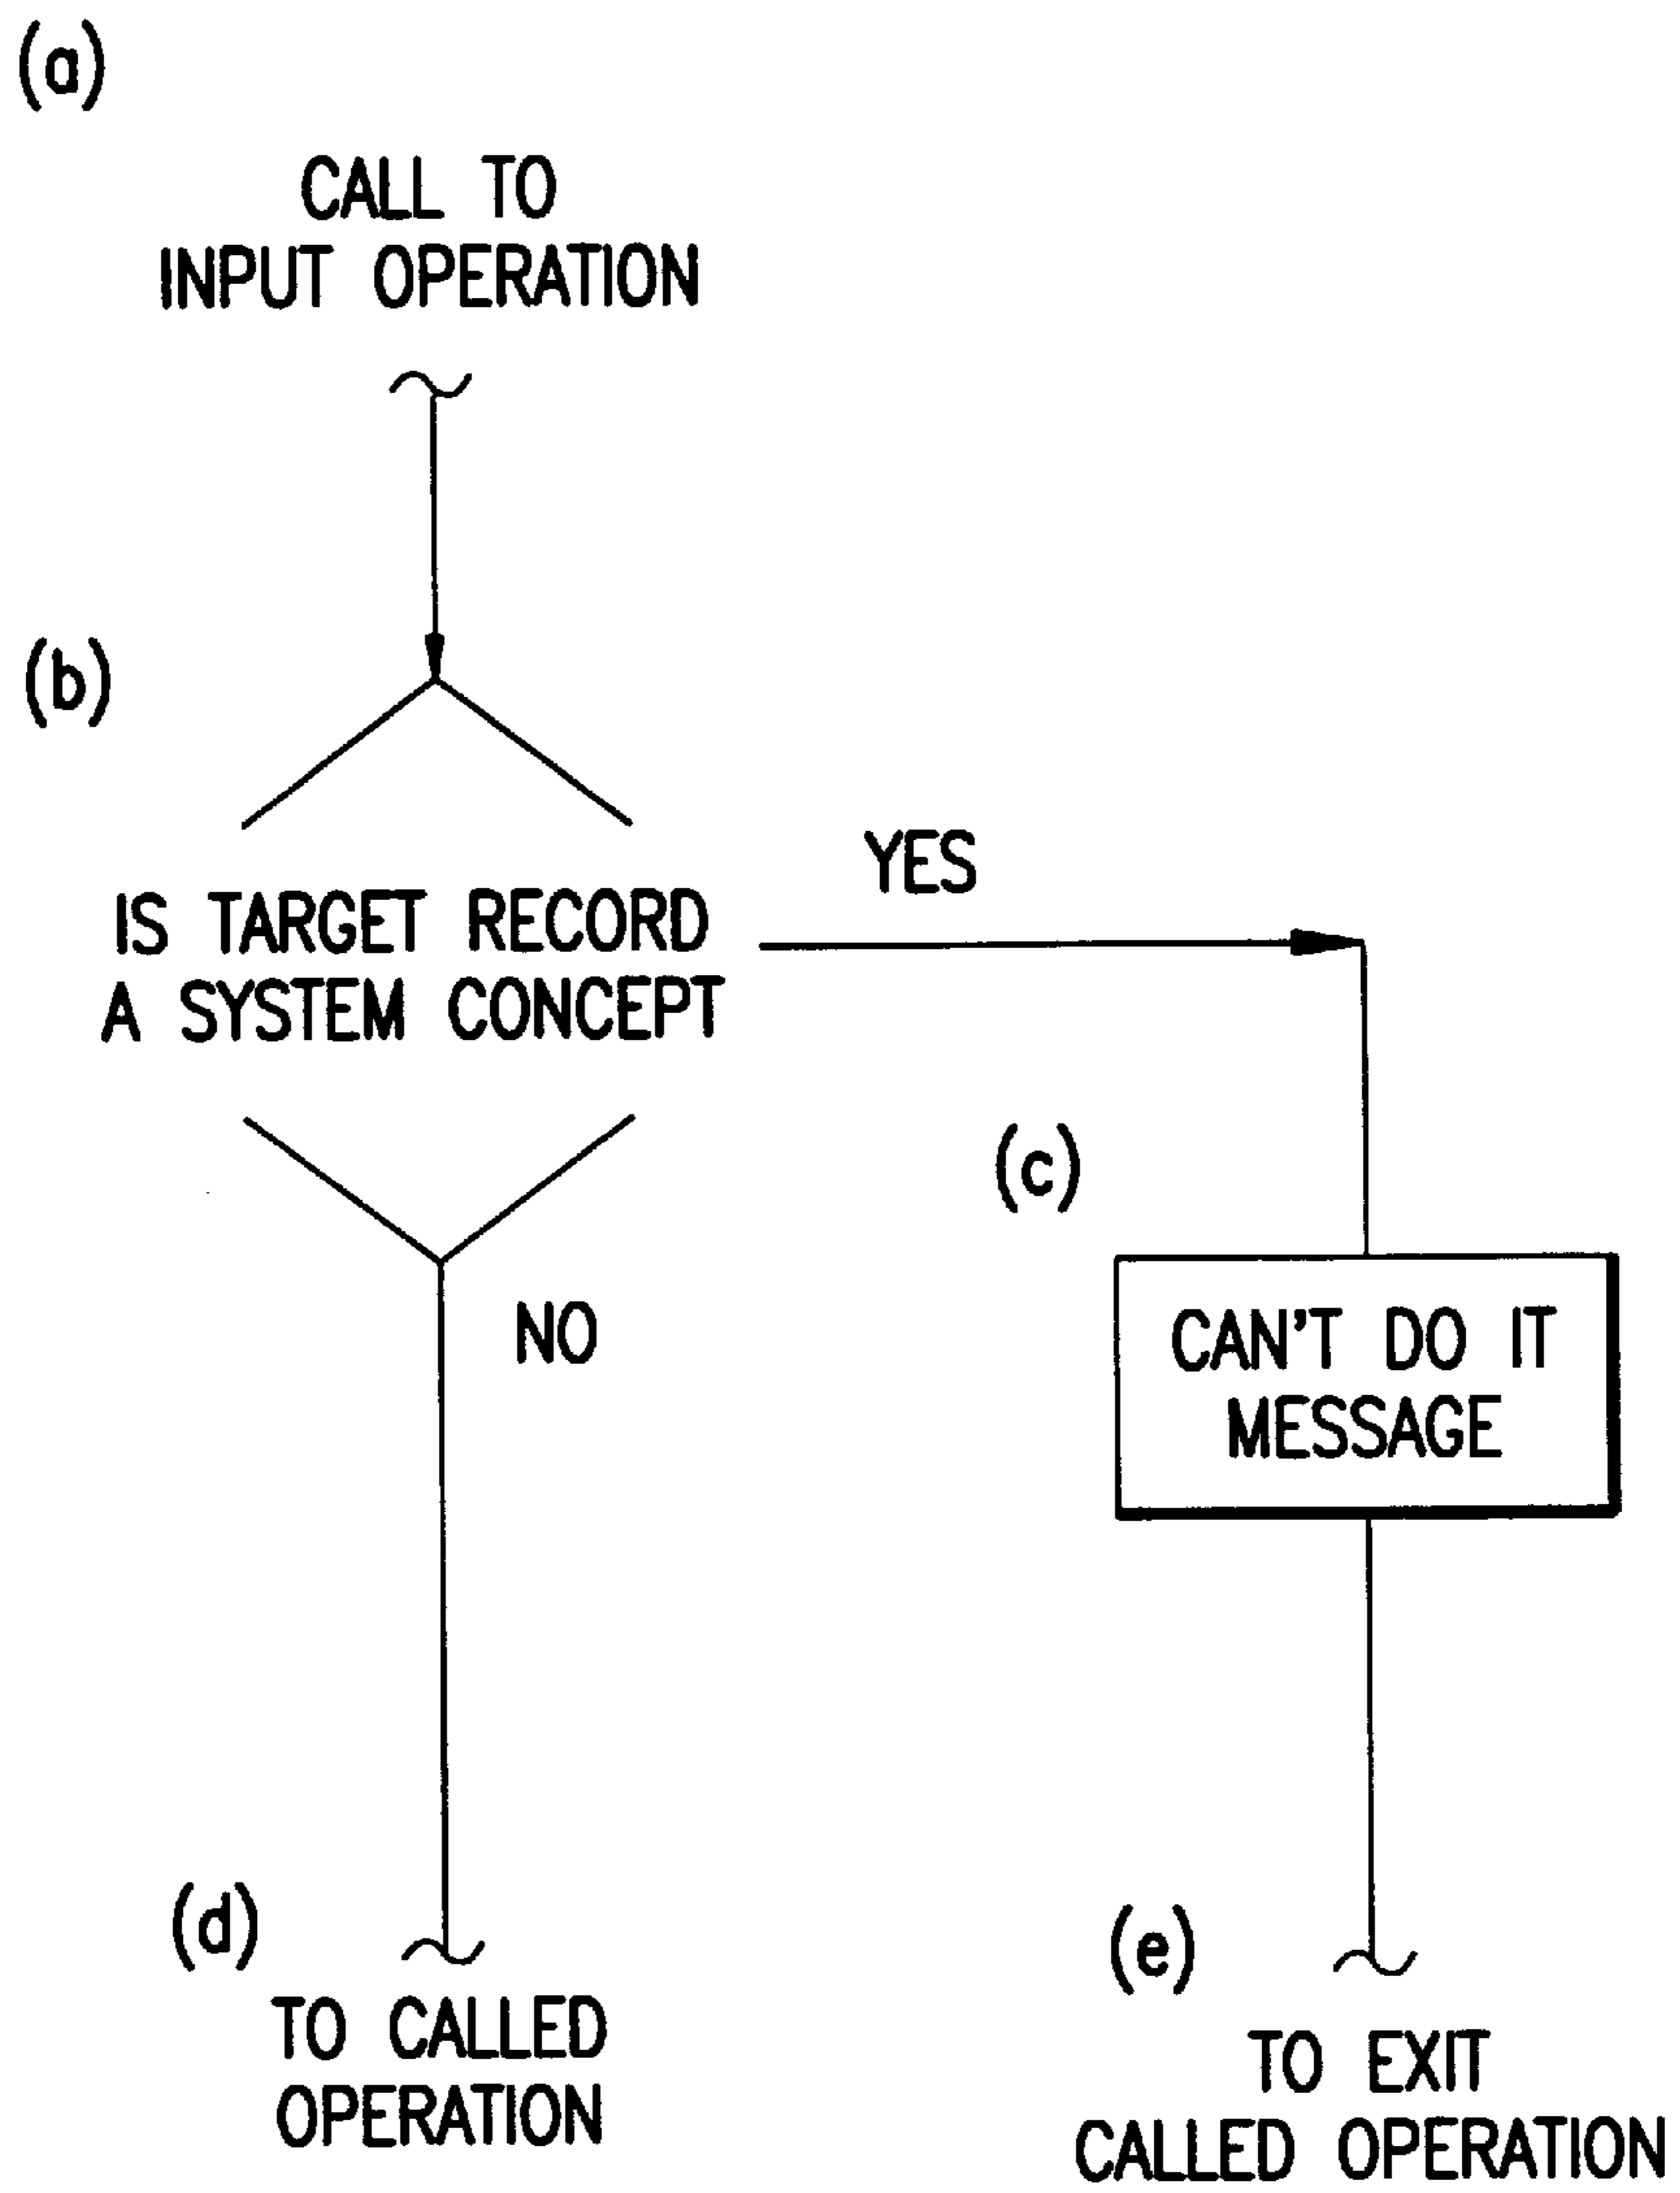 (a)
CALL TO
INPUT OPERATION
(b)
IS TARGET RECORD
A SYSTEM CONCEPT
YES
(c)
NO
CAN'T DO IT
MESSAGE
(d)
TO CALLED
OPERATION
(e)
TO EXIT
CALLED OPERATION